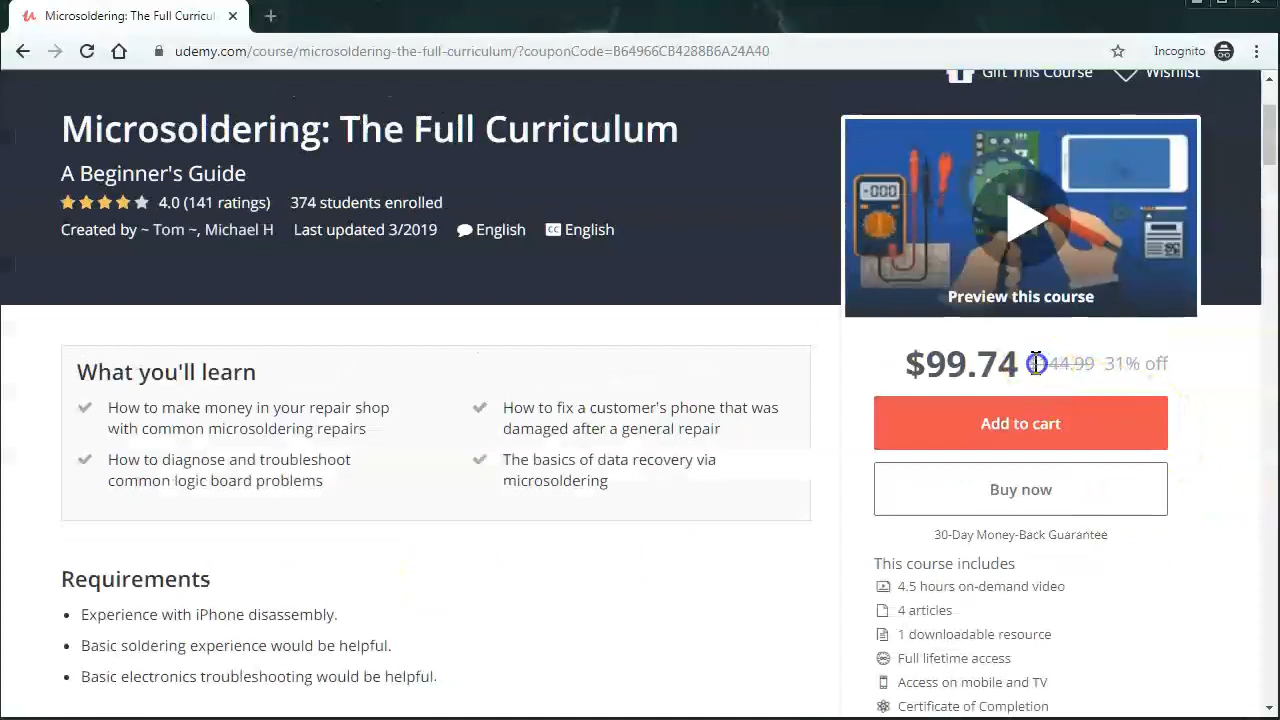 Microsoldering: The Full Curricul
udemy.com/course/microsoldering-the-full-curriculum/?couponCode=B64966CB4288B6A24A40
Incognito
Gift This Course
Wishlist
Microsoldering: The Full Curriculum
A Beginner's Guide
4.0 (141 ratings) 374 students enrolled
Created by ~ Tom ~, Michael H Last updated 3/2019 English CC English
-000
Preview this course
$99.74 44.99 31% off
Add to cart
Buy now
30-Day Money-Back Guarantee
This course includes
4.5 hours on-demand video
4 articles
1 downloadable resource
Full lifetime access
Access on mobile and TV
Certificate of Completion
What you'll learn
How to make money in your repair shop
with common microsoldering repairs
How to diagnose and troubleshoot
common logic board problems
How to fix a customer's phone that was
damaged after a general repair
The basics of data recovery via
microsoldering
Requirements
Experience with iPhone disassembly.
Basic soldering experience would be helpful.
Basic electronics troubleshooting would be helpful.